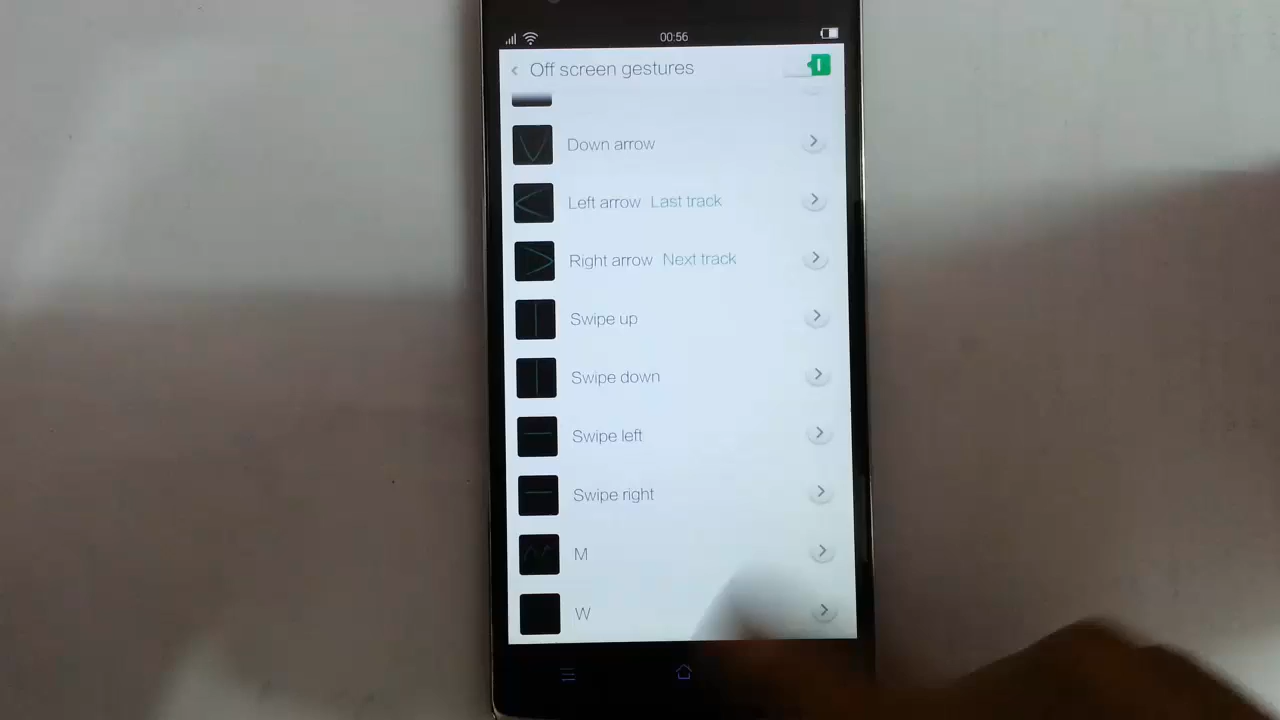 00:56
Off screen gestures
Down arrow
Left arrow Last track
Right arrow Next track
Swipe up
Swipe down
Swipe left
Swipe right
M
W